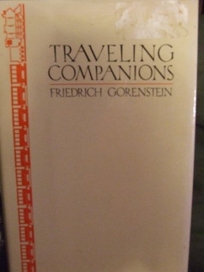 TRAVELING
COMPANIONS
FRIEDRICH GORENSTEIN